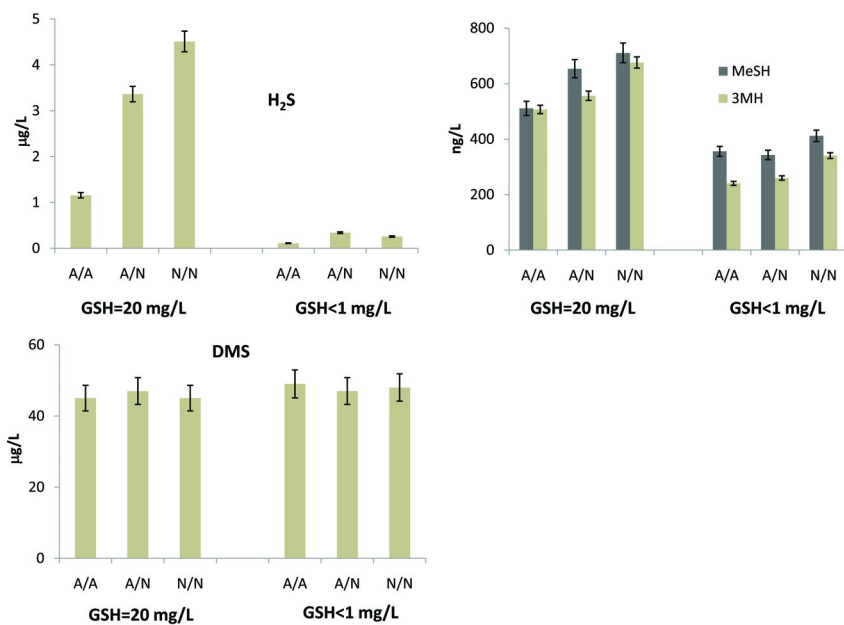 5
4
3
2
1
0
µg/L
H2S
A/A A/N N/N A/A A/N N/N
GSH=20 mg/L GSH<1 mg/L
800
600
400
200
0
ng/L
MeSH
3MH
A/A A/N N/N A/A A/N N/N
GSH=20 mg/L GSH<1 mg/L
60
40
20
0
µg/L
DMS
A/A A/N N/N A/A A/N N/N
GSH=20 mg/L GSH<1 mg/L